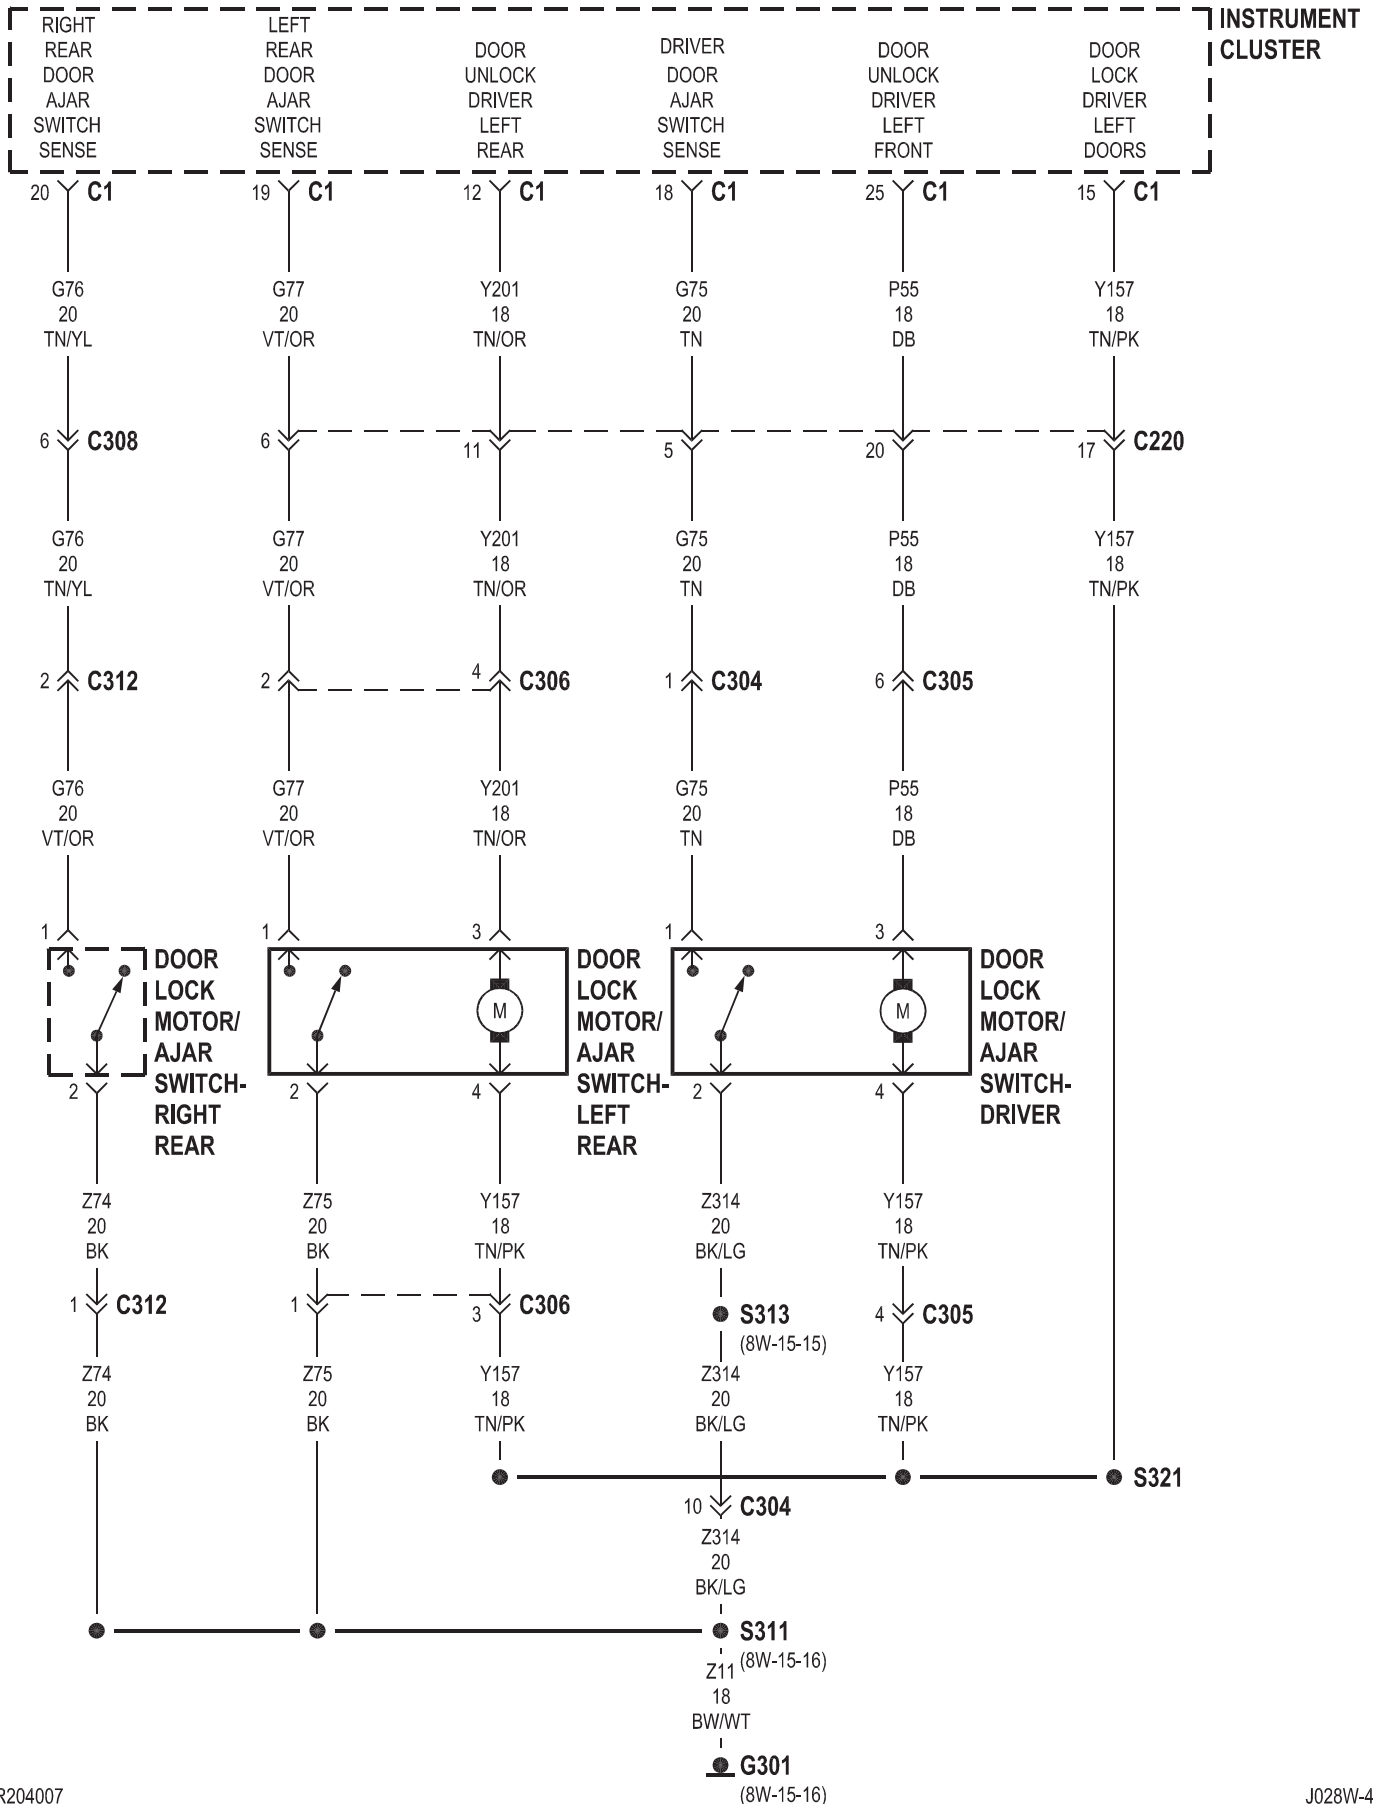 INSTRUMENT
CLUSTER
RIGHT
REAR
DOOR
AJAR
SWITCH
SENSE
LEFT
REAR
DOOR
AJAR
SWITCH
SENSE
DOOR
UNLOCK
DRIVER
LEFT
REAR
DRIVER
DOOR
AJAR
SWITCH
SENSE
DOOR
UNLOCK
DRIVER
LEFT
FRONT
DOOR
LOCK
DRIVER
LEFT
DOORS
20 C1
19 C1
12 C1
18 C1
25 C1
15 C1
G76
20
TN/YL
G77
20
VT/OR
Y201
18
TN/OR
G75
20
TN
P55
18
DB
Y157
18
TN/PK
6 C308
6
11
5
20
17 C220
G76
20
TN/YL
G77
20
VT/OR
Y201
18
TN/OR
G75
20
TN
P55
18
DB
Y157
18
TN/PK
2 C312
2
4 C306
1 C304
6 C305
G76
20
VT/OR
G77
20
VT/OR
Y201
18
TN/OR
G75
20
TN
P55
18
DB
1
1
3
1
3
DOOR
LOCK
MOTOR/
AJAR
SWITCH-
RIGHT
REAR
M
DOOR
LOCK
MOTOR/
AJAR
SWITCH-
LEFT
REAR
M
DOOR
LOCK
MOTOR/
AJAR
SWITCH-
DRIVER
2
2
4
2
4
Z74
20
BK
Z75
20
BK
Y157
18
TN/PK
Z314
20
BK/LG
Y157
18
TN/PK
1 C312
1
3 C306
S313
(8W-15-15)
4 C305
Z74
20
BK
Z75
20
BK
Y157
18
TN/PK
Z314
20
BK/LG
Y157
18
TN/PK
S321
10 C304
Z314
20
BK/LG
S311
(8W-15-16)
Z11
18
BW/WT
G301
(8W-15-16)
R204007
J028W-4